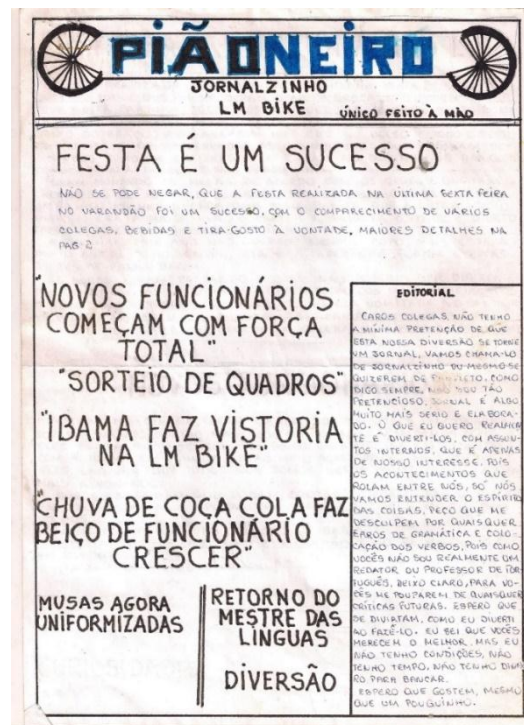 PIÃONEIRO
JORNALZINHO
LM BIKE
ÚNICO FEITO À MÃO
FESTA É UM SUCESSO
NÃO SE PODE NEGAR, QUE A FESTA REALIZADA NA ÚLTIMA SEXTA FEIRA
NO VARANDÃO FOI UM SUCESSO, COM O COMPARECIMENTO DE VÁRIOS
COLEGAS, BEBIDAS E TIRA-GOSTO À VONTADE, MAIORES DETALHES NA
PAG 2
"NOVOS FUNCIONÁRIOS
COMEÇAM COM FORÇA
TOTAL"
"SORTEIO DE QUADROS"
"IBAMA FAZ VISTORIA
NA LM BIKE"
"CHUVA DE COÇA COLA FAZ
BEIÇO DE FUNCIONÁRIO
CRESCER"
MUSAS AGORA
UNIFORMIZADAS
RETORNO DO
MESTRE DAS
LINGUAS
DIVERSÃO
EDITORIAL
CAROS COLEGAS, NÃO TENHO
A MÍNIMA PRETENÇÃO DE QUE
ESTA NOSSA DIVERSÃO SE TORNE
UM JORNAL, VAMOS CHAMA-LO
DE JORNALZINHO OU MESMO SE
QUIZEREM DE COMO
DIGO SEMPRE, NÃO SOU TÃO
PRETENCIOSO, JORNAL É ALGO
MUITO MAIS SERIO E ELABORA-
DO. O QUE EU QUERO REALMEN
TE É DIVERTI-LOS, COM ASSUN-
TOS INTERNOS, QUE É APENAS
DE NOSSO INTERESSE, POIS
OS ACONTECIMENTOS QUE
ROLAM ENTRE NÓS, SO' NÓS
VAMOS ENTENDER O ESPÍRITO
DAS COISAS, PEÇO QUE ME
DESCULPEM POR QUAISQUER
ERROS DE GRAMÁTICA E COLO-
CAÇÃO DOS VERBOS, POIS COMO
VOCÊS NÃO SOU REALMENTE UM
REDATOR OU PROFESSOR DE POR
TUGUÊS, DEIXO CLARO, PARA VO-
CÊS ME POUPAREM DE QUAISQUER
CRÍTICAS FUTURAS. ESPERO QUE
SE DIVIRTAM, COMO EU DIVERTI
AO FAZÊ-LO. EU SEI QUE VOCÊS
MERECEM O MELHOR, MAS EU
NÃO TENHO CONDIÇÕES, NÃO
TENHO TEMPO, NÃO TENHO DINHEI
RO PARA BANCAR.
ESPERO QUE GOSTEM, MESMO
QUE UM POUGUINHO.